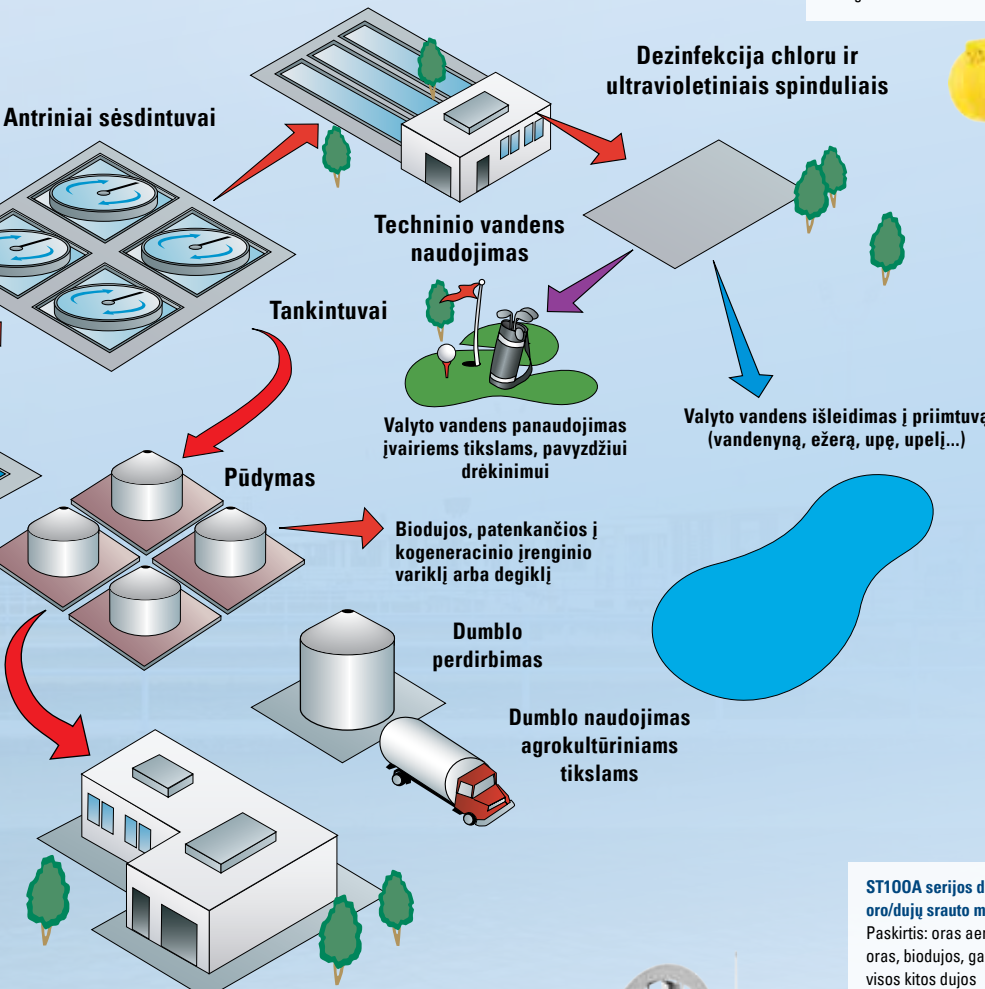 Dezinfekcija chloru ir
ultravioletiniais spinduliais
Antriniai sėsdintuvai
Techninio vandens
naudojimas
Tankintuvai
Valyto vandens panaudojimas
įvairiems tikslams, pavyzdžiui
drėkinimui
Valyto vandens išleidimas į priimtuvą
(vandenyną, ežerą, upę, upelį...)
Pūdymas
Biodujos, patenkančios į
kogeneracinio įrenginio
variklį arba degiklį
Dumblo
perdirbimas
Dumblo naudojimas
agrokultūriniams
tikslams
ST100A serijos
oro/dujų srauto
Paskirtis: oras
oras, biodujos,
visos kitos dujos